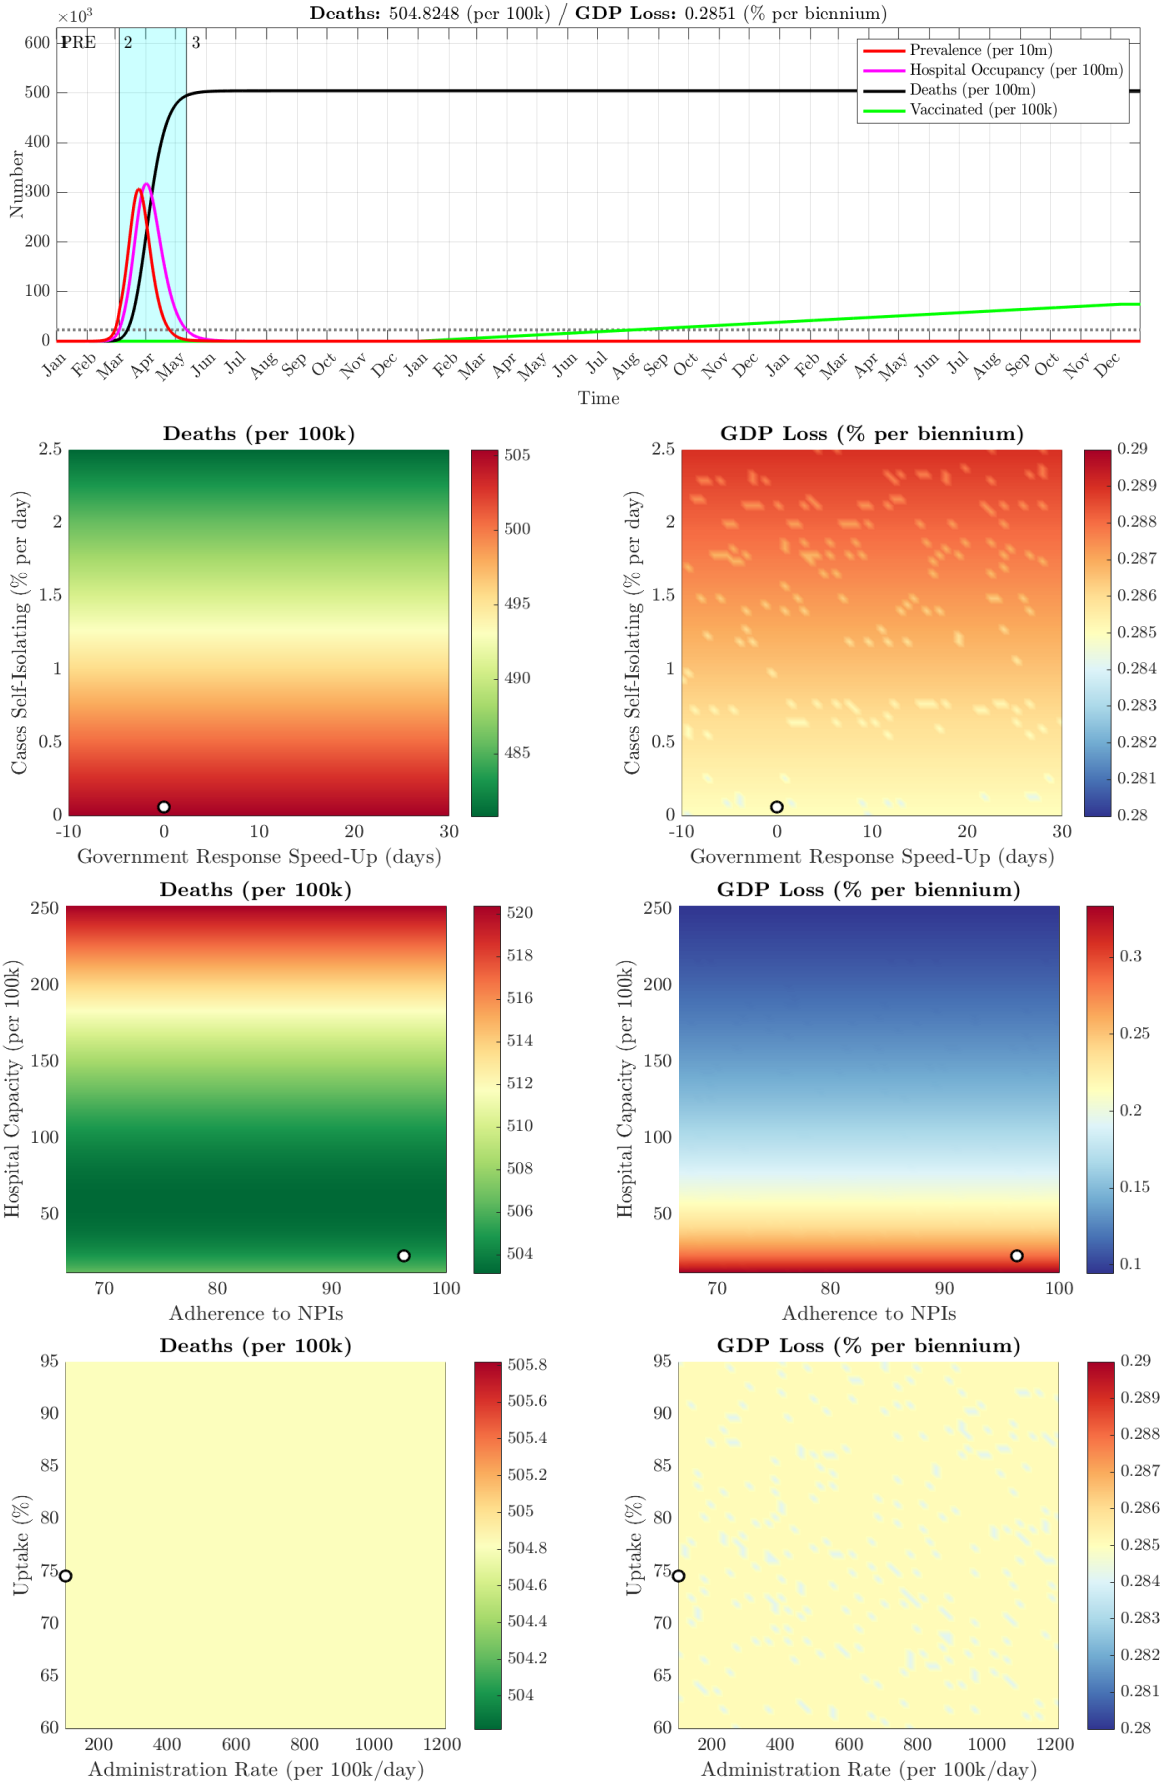 Deaths: 504.8248 (per 100k) / GDP Loss: 0.2851 (% per biennium)
×10³
1 PRE 2 3
Prevalence (per 10m)
Hospital Occupancy (per 100m)
Deaths (per 100m)
Vaccinated (per 100k)
600
500
400
300
200
100
0
Number
Jan Feb Mar Apr May Jun Jul Aug Sep Oct Nov Dec Jan Feb Mar Apr May Jun Jul Aug Sep Oct Nov Dec Jan Feb Mar Apr May Jun Jul Aug Sep Oct Nov Dec
Time
Deaths (per 100k)
2.5
2
1.5
1
0.5
0
Cases Self-Isolating (% per day)
-10 0 10 20 30
Government Response Speed-Up (days)
505
500
495
490
485
GDP Loss (% per biennium)
2.5
2
1.5
1
0.5
0
Cases Self-Isolating (% per day)
-10 0 10 20 30
Government Response Speed-Up (days)
0.29
0.289
0.288
0.287
0.286
0.285
0.284
0.283
0.282
0.281
0.28
Deaths (per 100k)
250
200
150
100
50
Hospital Capacity (per 100k)
70 80 90 100
Adherence to NPIs
520
518
516
514
512
510
508
506
504
GDP Loss (% per biennium)
250
200
150
100
50
Hospital Capacity (per 100k)
70 80 90 100
Adherence to NPIs
0.3
0.25
0.2
0.15
0.1
Deaths (per 100k)
95
90
85
80
75
70
65
60
Uptake (%)
200 400 600 800 1000 1200
Administration Rate (per 100k/day)
505.8
505.6
505.4
505.2
505
504.8
504.6
504.4
504.2
504
GDP Loss (% per biennium)
95
90
85
80
75
70
65
60
Uptake (%)
200 400 600 800 1000 1200
Administration Rate (per 100k/day)
0.29
0.289
0.288
0.287
0.286
0.285
0.284
0.283
0.282
0.281
0.28